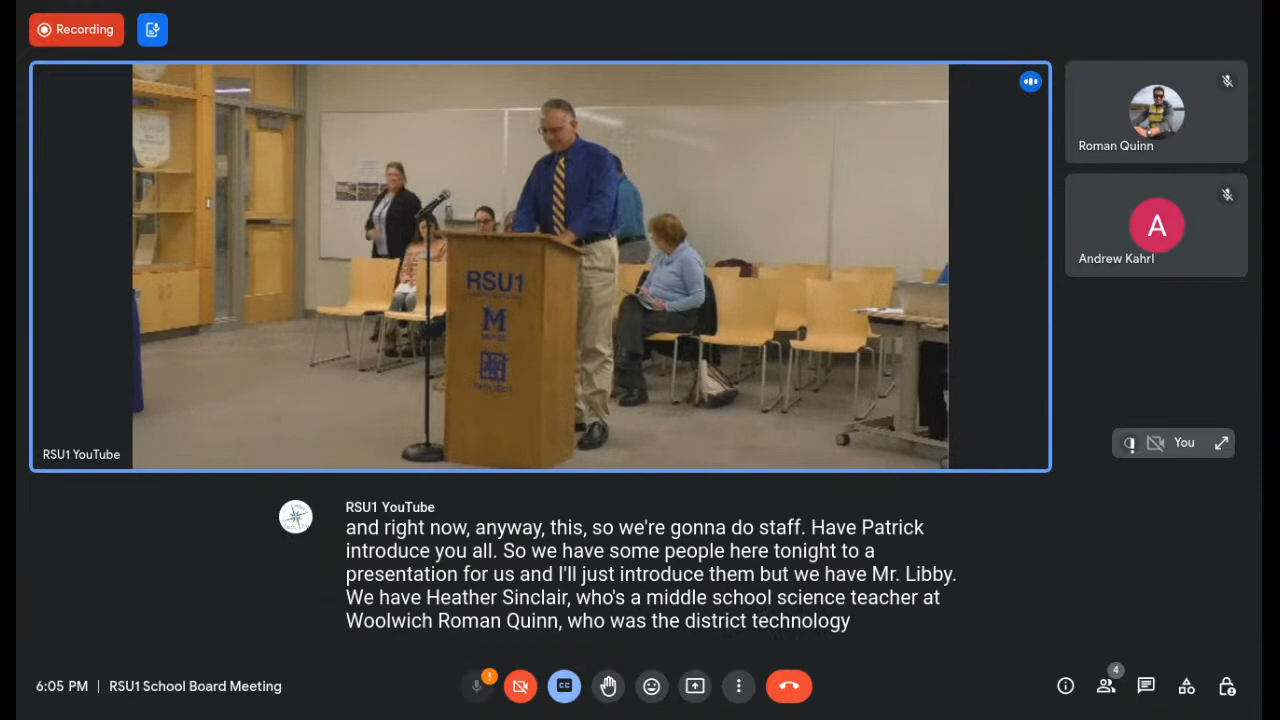 Recording
RSU1
M
RSU1 YouTube
Roman Quinn
A
Andrew Kahrl
You
RSU1 YouTube
and right now, anyway, this, so we're gonna do staff. Have Patrick
introduce you all. So we have some people here tonight to a
presentation for us and I'll just introduce them but we have Mr. Libby.
We have Heather Sinclair, who's a middle school science teacher at
Woolwich Roman Quinn, who was the district technology
6:05 PM | RSU1 School Board Meeting
CC
4